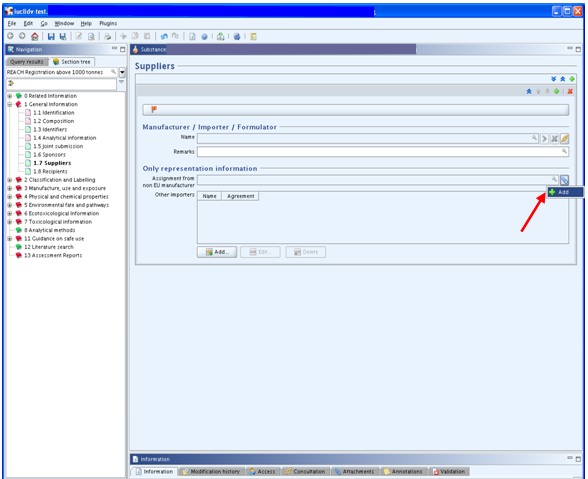 iuclidv-test.
File Edit Go Window Help Plugins
Navigation
Query results Section tree
REACH Registration above 1000 tonnes
0 Related Information
1 General Information
1.1 Identification
1.2 Composition
1.3 Identifiers
1.4 Analytical information
1.5 Joint submission
1.6 Sponsors
1.7 Suppliers
1.8 Recipients
2 Classification and Labelling
3 Manufacture, use and exposure
4 Physical and chemical properties
5 Environmental fate and pathways
6 Ecotoxicological Information
7 Toxicological information
8 Analytical methods
11 Guidance on safe use
12 Literature search
13 Assessment Reports
Substance
Suppliers
Manufacturer / Importer / Formulator
Name
Remarks
Only representation information
Assignment from
non EU manufacturer
Add
Other importers Name Agreement
Add... Edit... Delete
Information
Information Modification history Access Consultation Attachments Annotations Validation